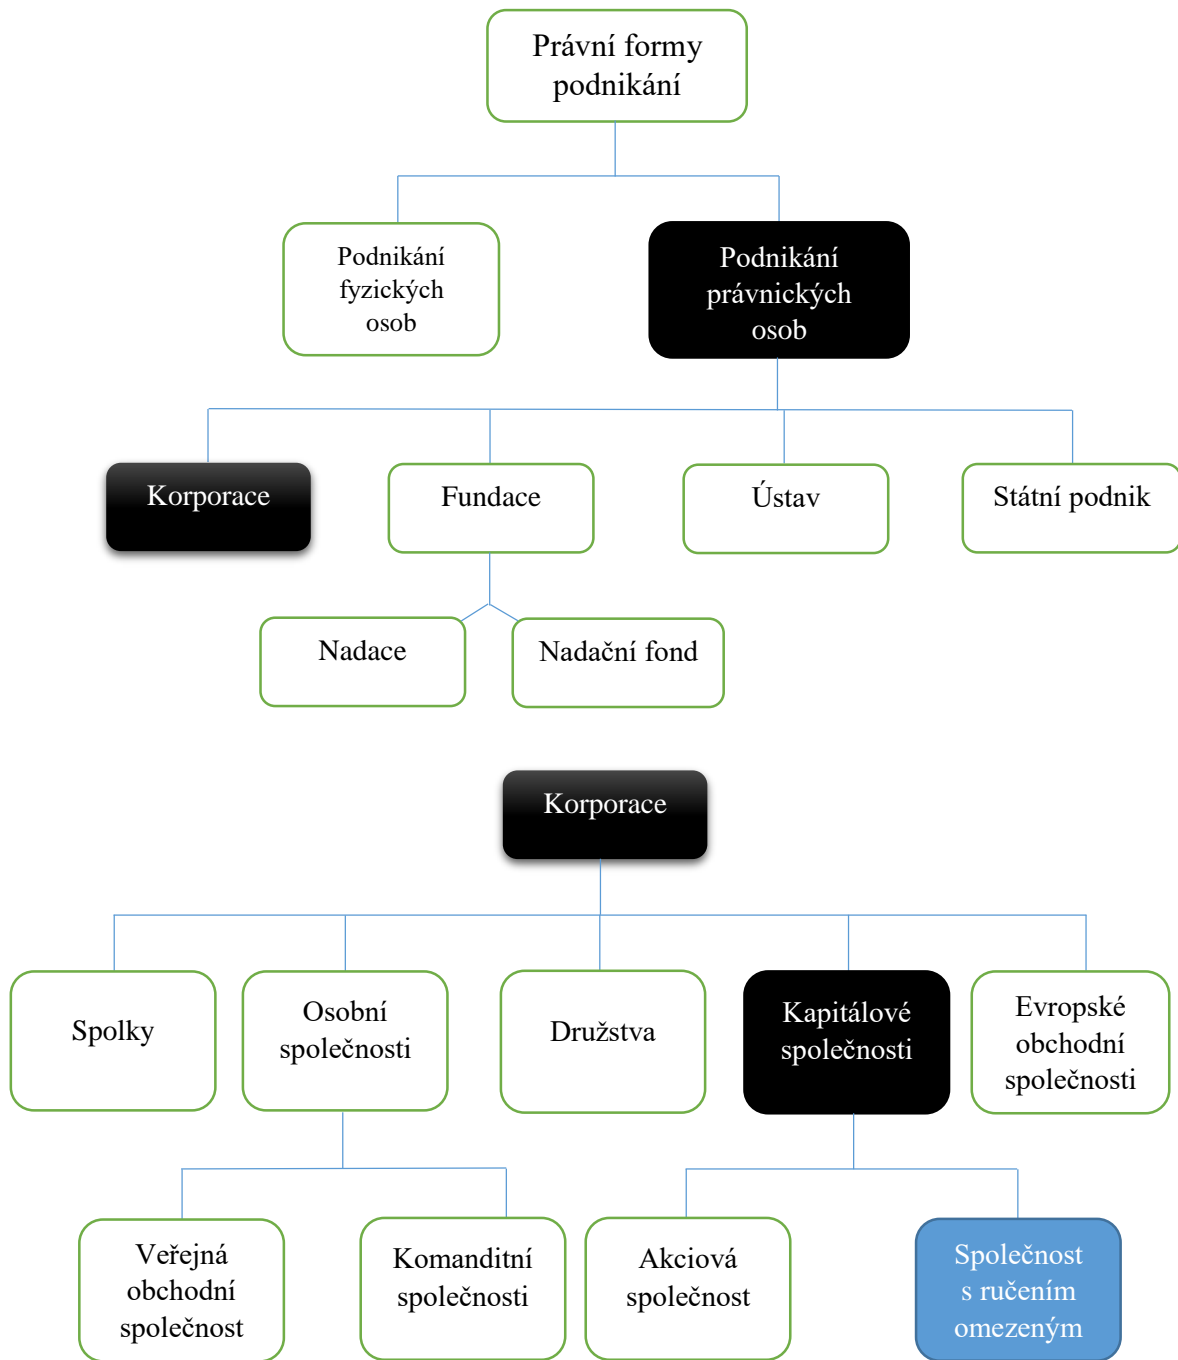 Právní formy
podnikání
Podnikání
fyzických
osob
Podnikání
právnických
osob
Korporace
Fundace
Ústav
Státní podnik
Nadace
Nadační fond
Korporace
Spolky
Osobní
společnosti
Družstva
Kapitálové
společnosti
Evropské
obchodní
společnosti
Veřejná
obchodní
společnost
Komanditní
společnosti
Akciová
společnost
Společnost
s ručením
omezeným